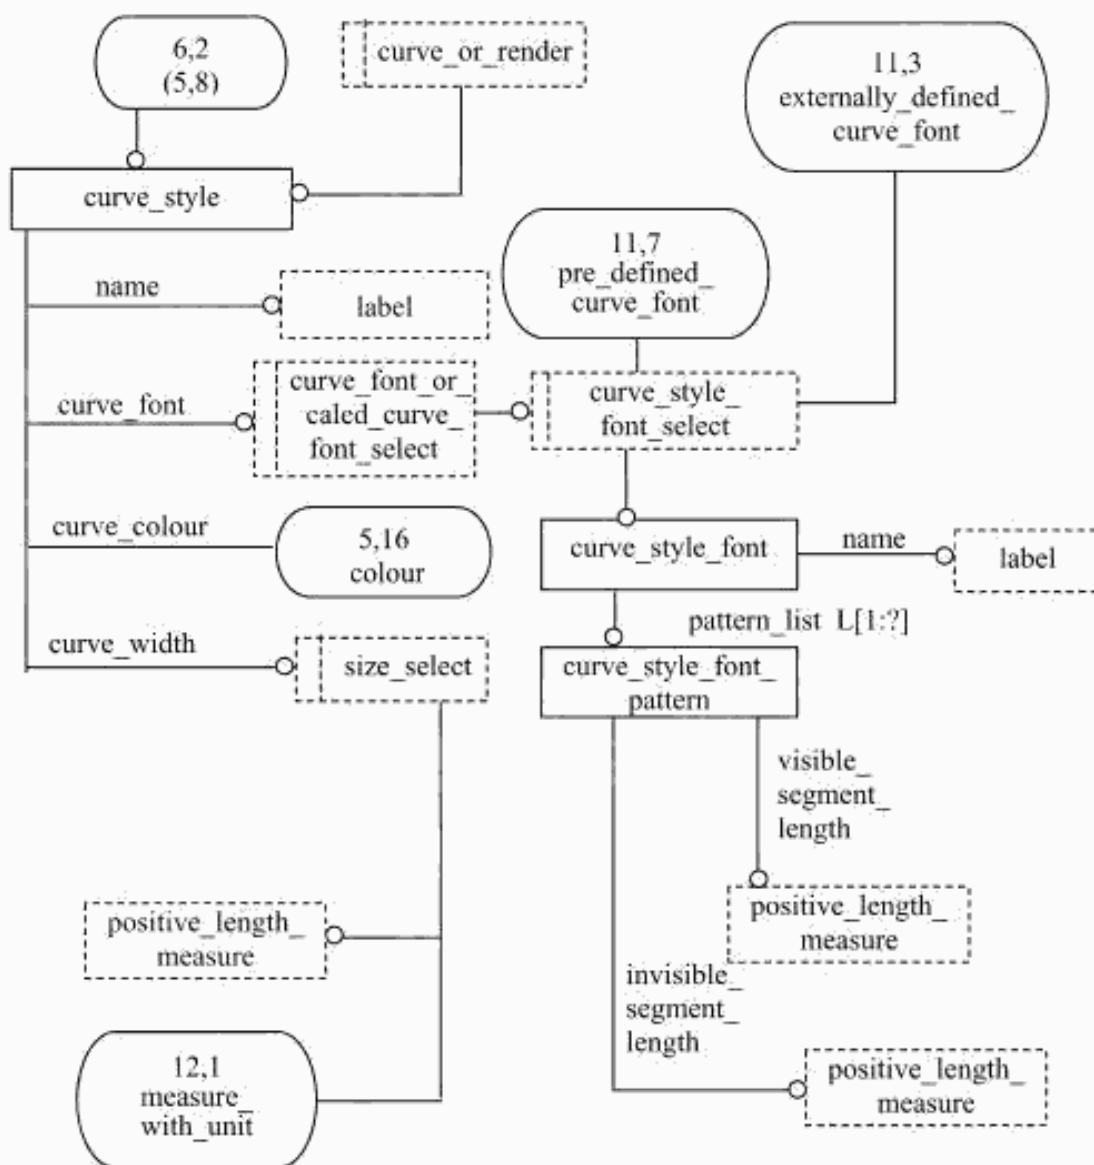 6,2
(5,8)
curve_or_render
11,3
externally_defined_
curve_font
curve_style
11,7
pre_defined_
curve_font
name
label
curve_font
curve_font_or_
caled_curve_
font_select
curve_style_
font_select
curve_colour
5,16
colour
curve_style_font
name
label
pattern_list L[1:?]
curve_width
size_select
curve_style_font_
pattern
visible_
segment_
length
positive_length_
measure
positive_length_
measure
invisible_
segment_
length
12,1
measure_
with_unit
positive_length_
measure